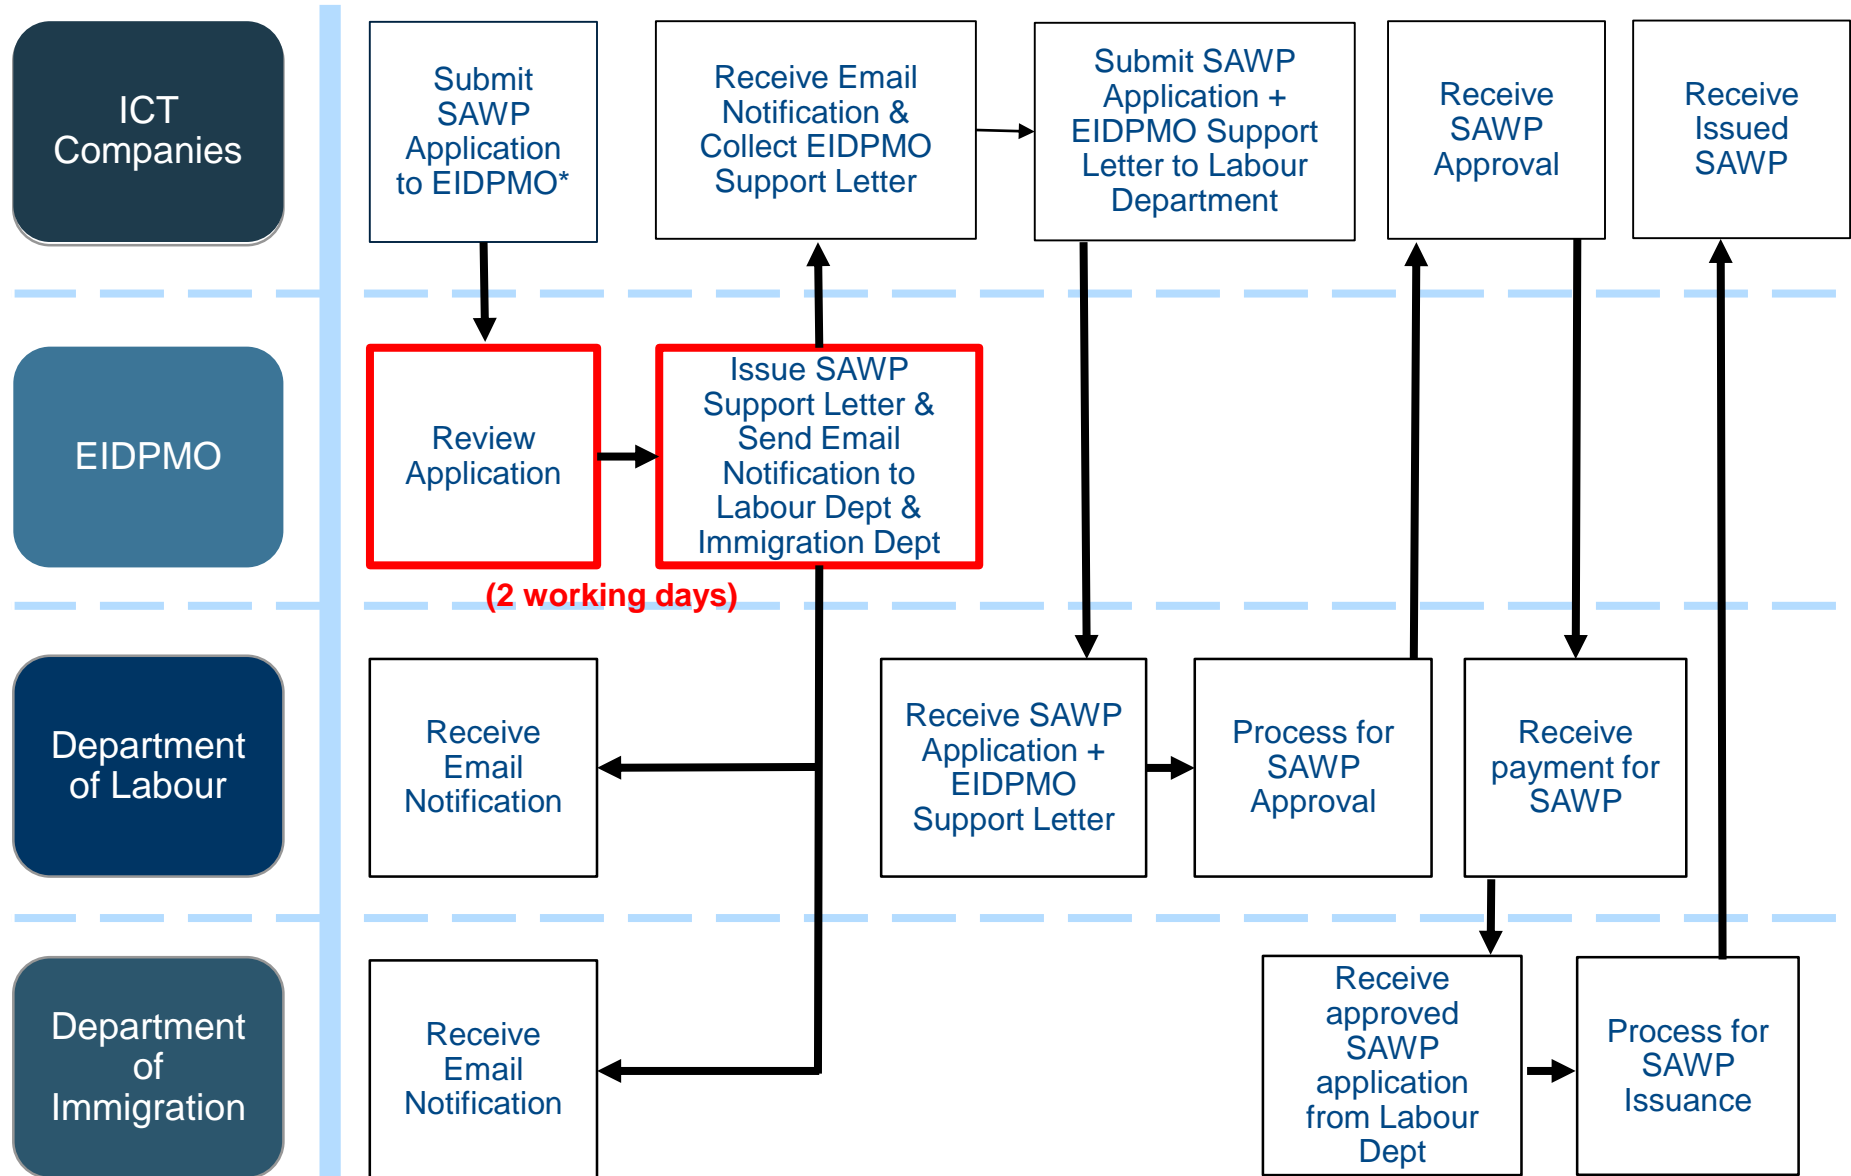 ICT
Companies
Submit
SAWP
Application
to EIDPMO*
Receive Email
Notification &
Collect EIDPMO
Support Letter
Submit SAWP
Application +
EIDPMO Support
Letter to Labour
Department
Receive
SAWP
Approval
Receive
Issued
SAWP
EIDPMO
Review
Application
Issue SAWP
Support Letter &
Send Email
Notification to
Labour Dept &
Immigration Dept
(2 working days)
Department
of Labour
Receive
Email
Notification
Receive SAWP
Application +
EIDPMO
Support Letter
Process for
SAWP
Approval
Receive
payment for
SAWP
Department
of
Immigration
Receive
Email
Notification
Receive
approved
SAWP
application
from Labour
Dept
Process for
SAWP
Issuance